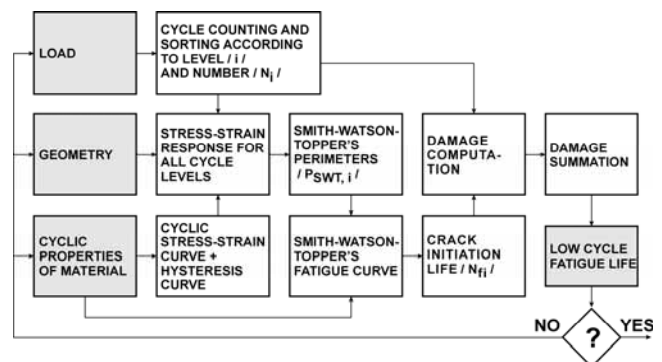 LOAD
CYCLE COUNTING AND
SORTING ACCORDING
TO LEVEL / i /
AND NUMBER / Ni /
GEOMETRY
STRESS-STRAIN
RESPONSE FOR
ALL CYCLE
LEVELS
SMITH-WATSON-
TOPPER'S
PERIMETERS
/ PSWT, i /
DAMAGE
COMPUTA-
TION
DAMAGE
SUMMATION
CYCLIC
PROPERTIES
OF MATERIAL
CYCLIC
STRESS-STRAIN
CURVE +
HYSTERESIS
CURVE
SMITH-WATSON-
TOPPER'S
FATIGUE CURVE
CRACK
INITIATION
LIFE / Nfi /
LOW CYCLE
FATIGUE LIFE
NO
?
YES